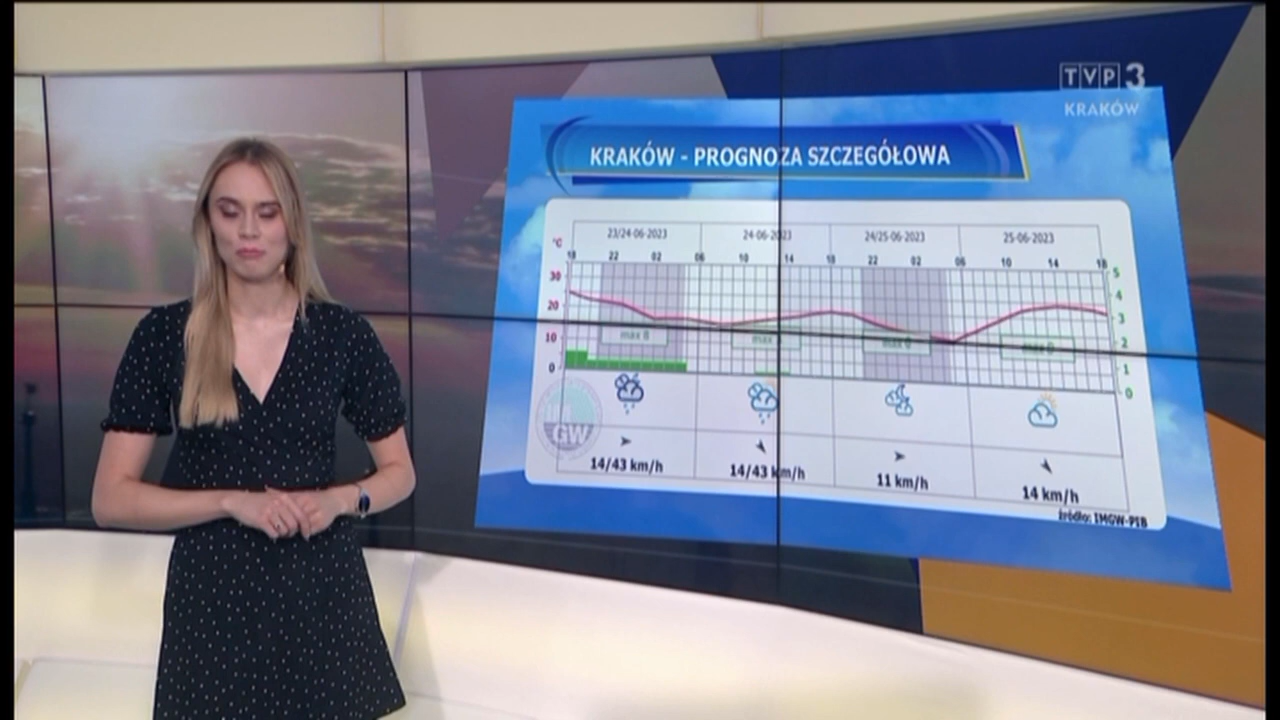 TVP3
KRAKÓW
KRAKÓW - PROGNOZA SZCZEGÓŁOWA
23/24-06-2023 24-06-2023 24/25-06-2023 25-06-2023
°C
18 22 02 06 10 14 18 22 02 06 10 14 18
30
20
10
0
5
4
3
2
1
0
max 8 max max 0 max 0
GW
14/43 km/h 14/43 km/h 11 km/h 14 km/h
źródło: IMGW-PIB